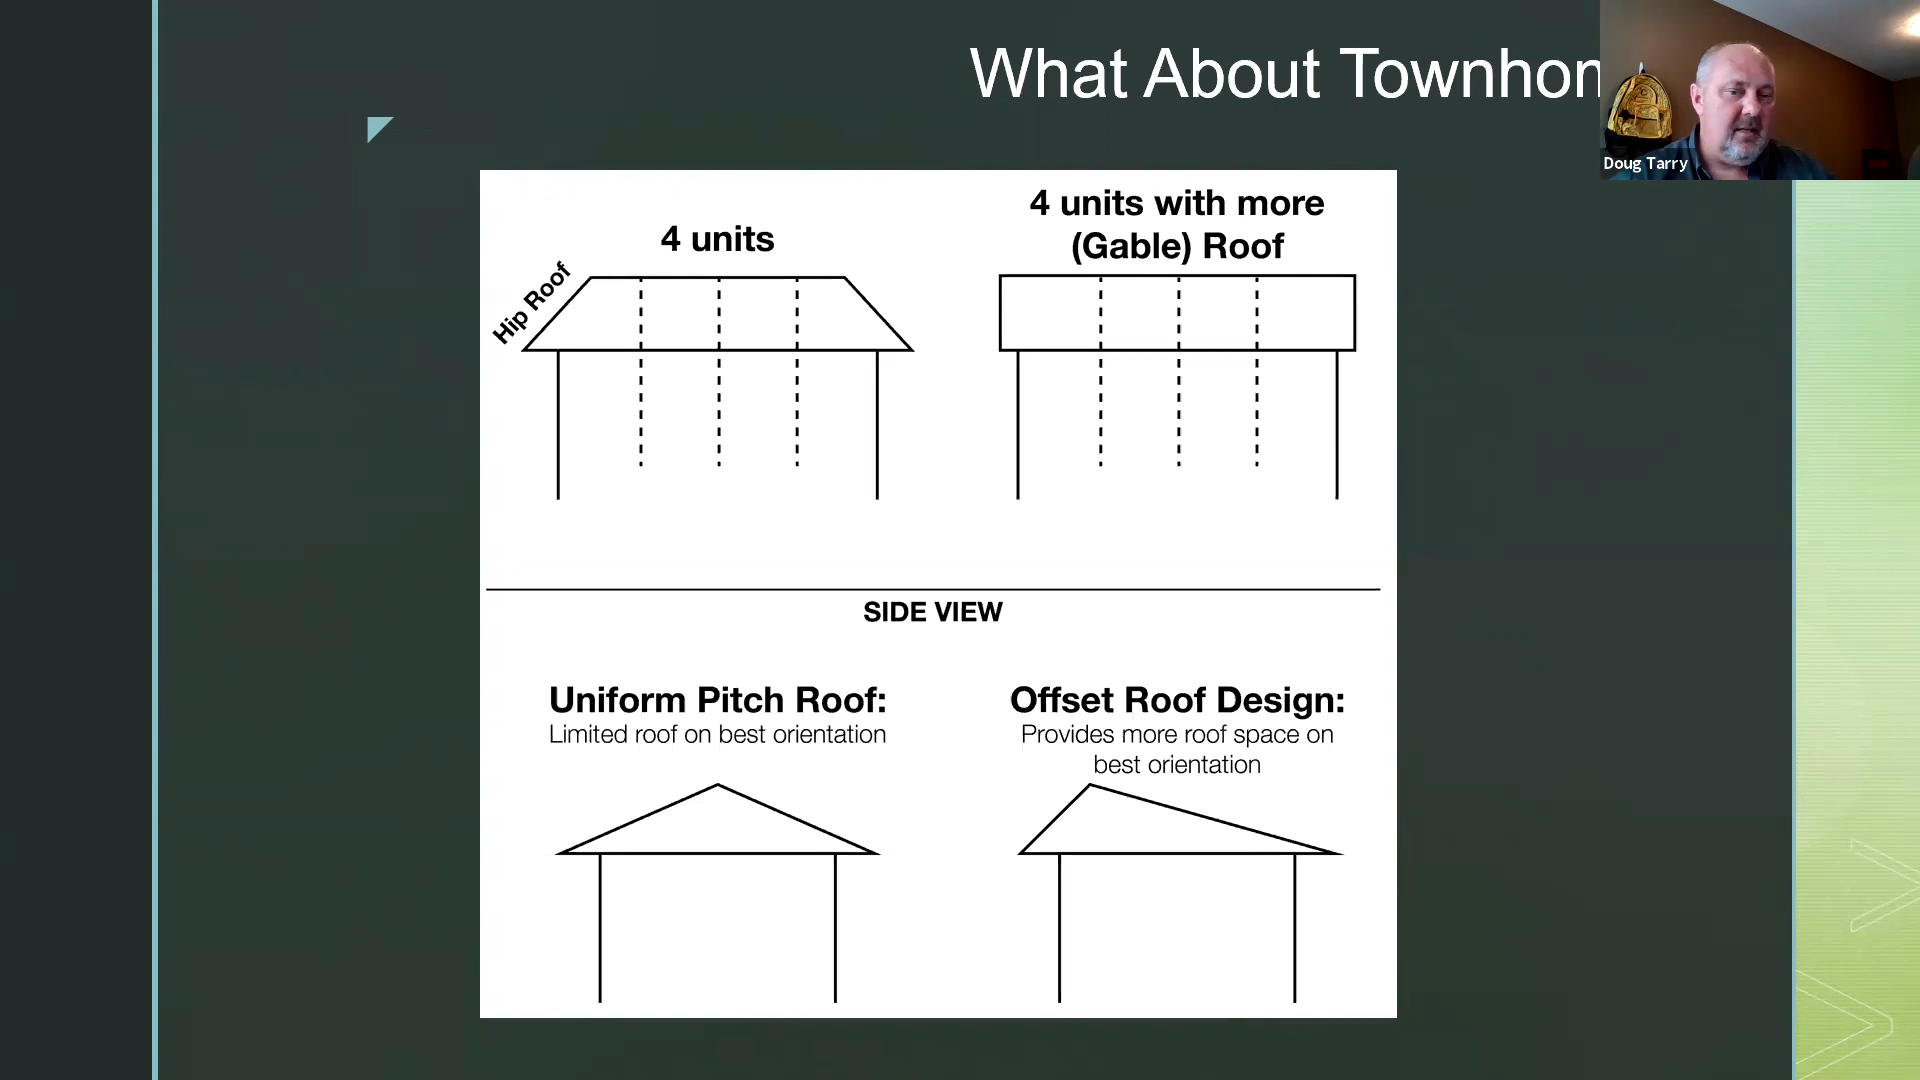 What About Townhom
Doug Tarry
4 units
Hip Roof
4 units with more
(Gable) Roof
SIDE VIEW
Uniform Pitch Roof:
Limited roof on best orientation
Offset Roof Design:
Provides more roof space on
best orientation